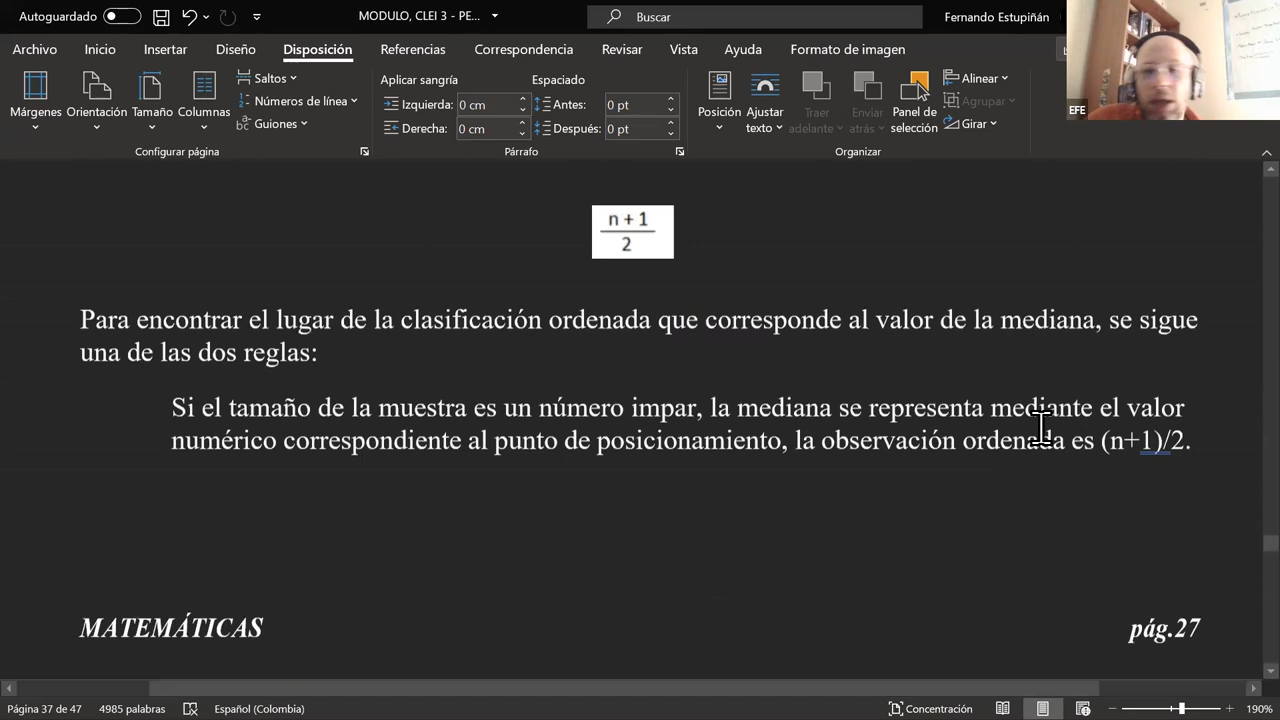 Autoguardado MODULO, CLEI 3 - PE... Buscar Fernando Estupiñán
Archivo Inicio Insertar Diseño Disposición Referencias Correspondencia Revisar Vista Ayuda Formato de imagen
Márgenes Orientación Tamaño Columnas Saltos Números de línea Guiones
Configurar página
Aplicar sangría Espaciado
Izquierda: 0 cm Antes: 0 pt
Derecha: 0 cm Después: 0 pt
Párrafo
Posición Ajustar texto Traer adelante Enviar atrás Panel de selección Alinear Agrupar Girar
Organizar
EFE
n + 1
2
Para encontrar el lugar de la clasificación ordenada que corresponde al valor de la mediana, se sigue
una de las dos reglas:
Si el tamaño de la muestra es un número impar, la mediana se representa mediante el valor
numérico correspondiente al punto de posicionamiento, la observación ordenada es (n+1)/2.
MATEMÁTICAS pág.27
Página 37 de 47 4985 palabras Español (Colombia) Concentración 190%